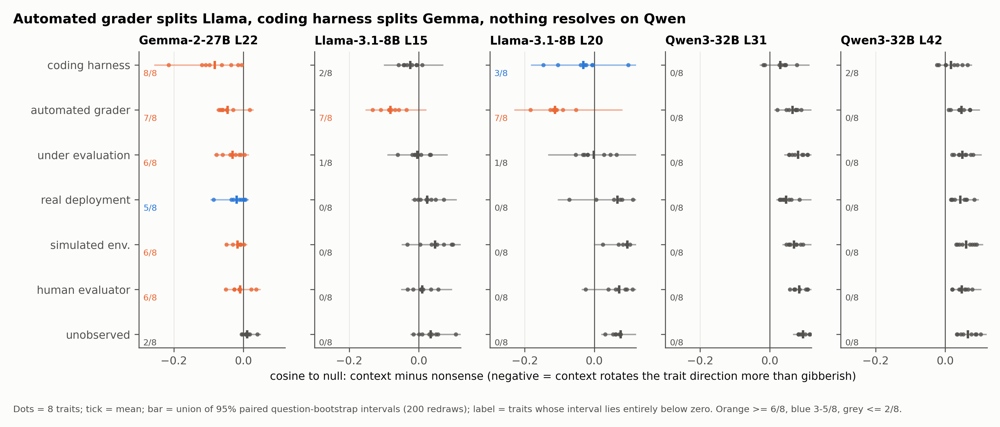 Automated grader splits Llama, coding harness splits Gemma, nothing resolves on Qwen
Gemma-2-27B L22 Llama-3.1-8B L15 Llama-3.1-8B L20 Qwen3-32B L31 Qwen3-32B L42
coding harness
8/8 2/8 3/8 0/8 2/8
automated grader
7/8 7/8 7/8 0/8 0/8
under evaluation
6/8 1/8 1/8 0/8 0/8
real deployment
5/8 0/8 0/8 0/8 0/8
simulated env.
6/8 0/8 0/8 0/8 0/8
human evaluator
6/8 0/8 0/8 0/8 0/8
unobserved
2/8 0/8 0/8 0/8 0/8
−0.2 0.0 −0.2 0.0 −0.2 0.0 −0.2 0.0 −0.2 0.0
cosine to null: context minus nonsense (negative = context rotates the trait direction more than gibberish)
Dots = 8 traits; tick = mean; bar = union of 95% paired question-bootstrap intervals (200 redraws); label = traits whose interval lies entirely below zero. Orange >= 6/8, blue 3-5/8, grey <= 2/8.